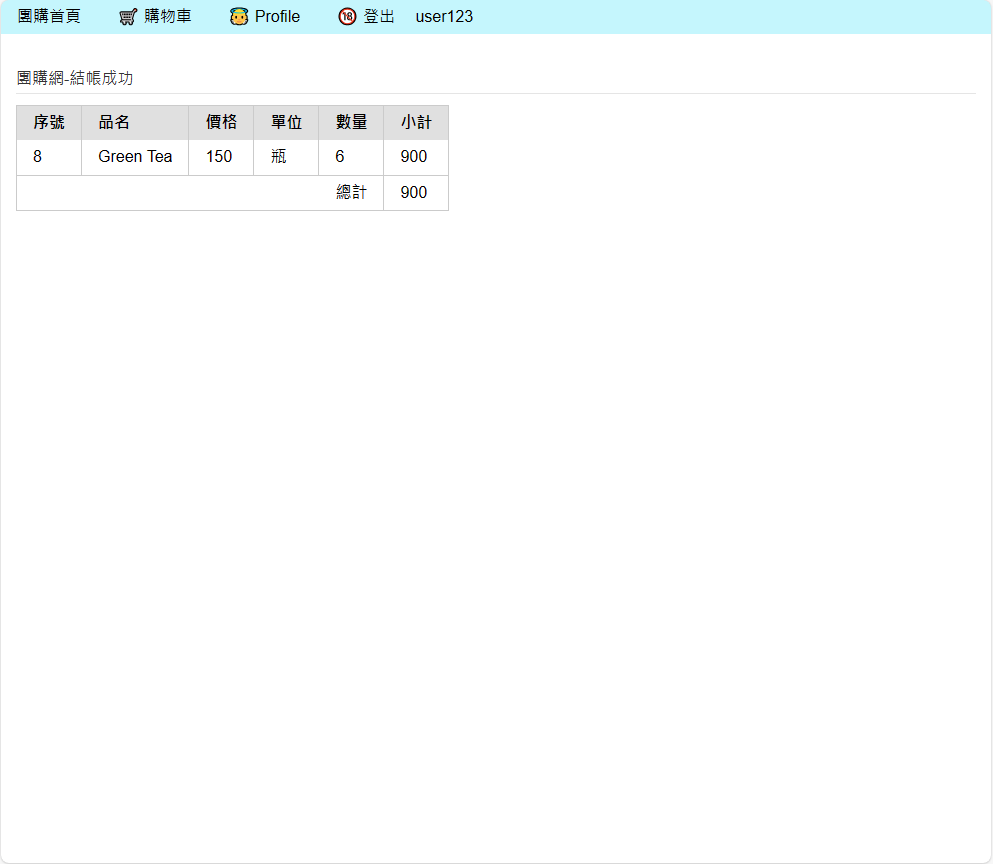 團購首頁 購物車 Profile 🔞 登出 user123
團購網-結帳成功
序號 品名 價格 單位 數量 小計
8 Green Tea 150 瓶 6 900
總計 900